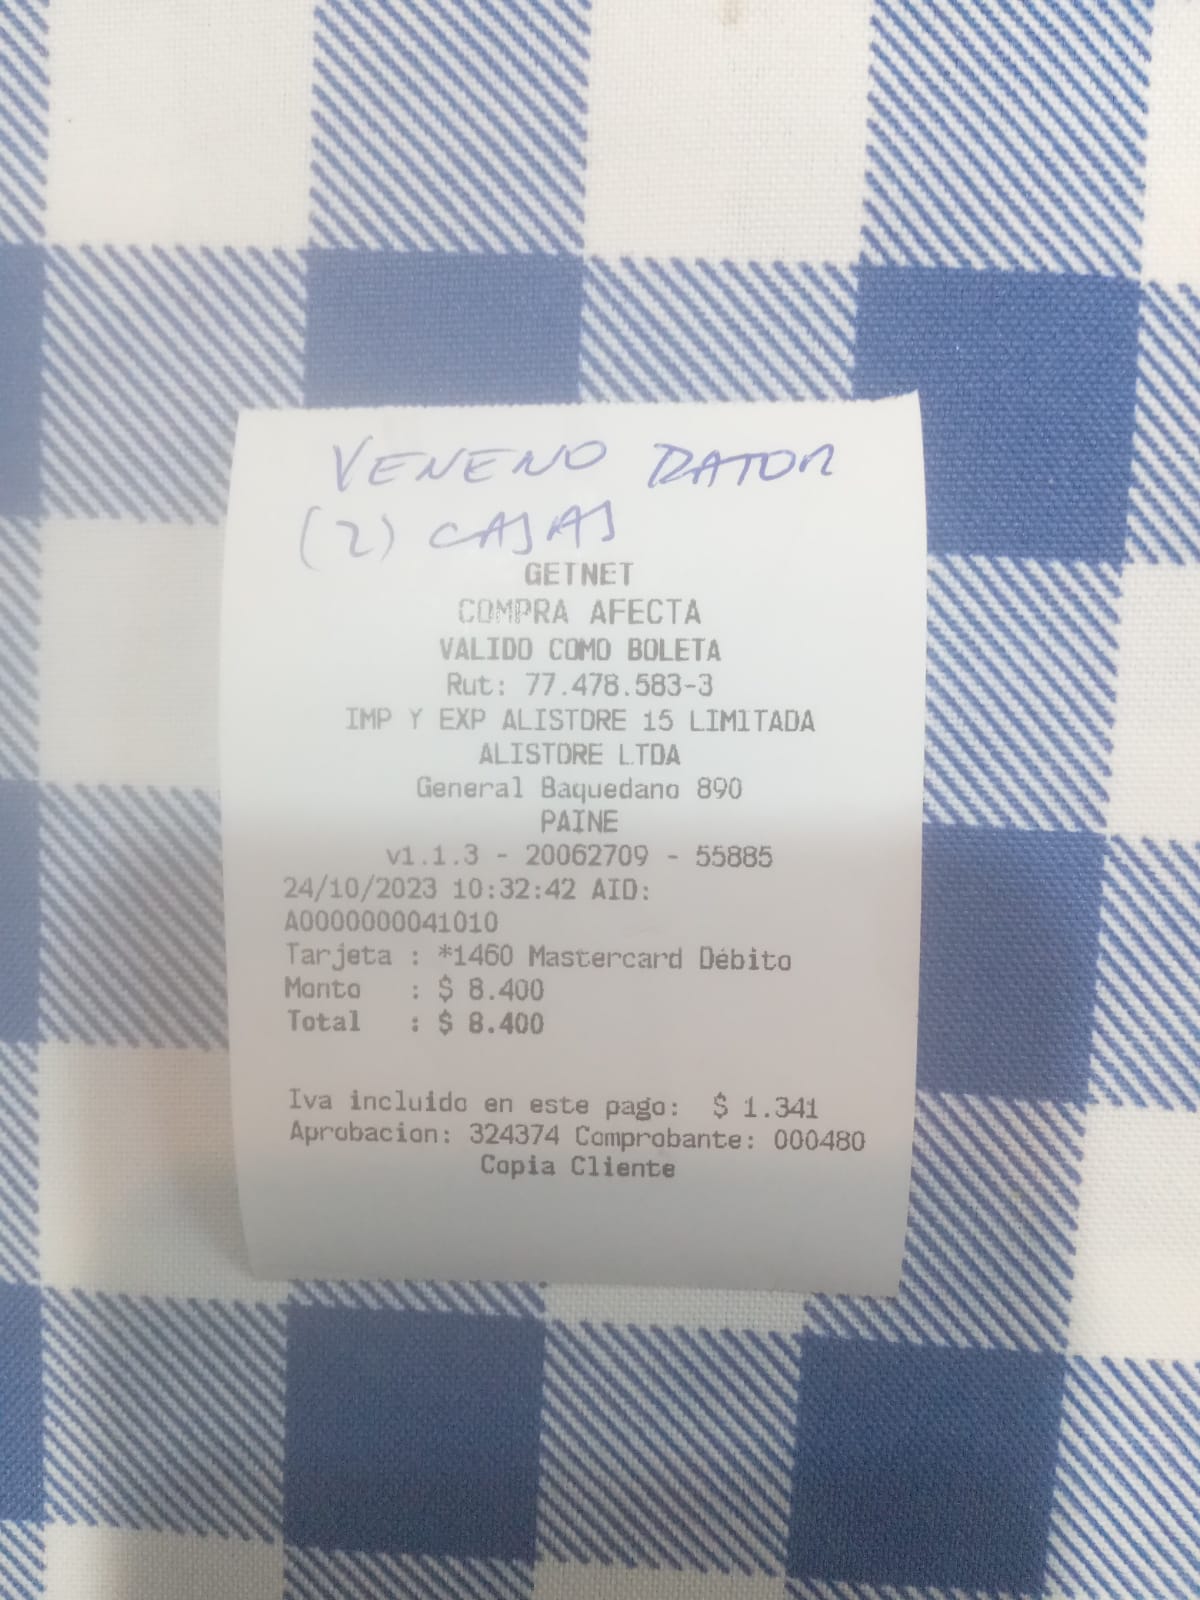 VENENO RATON
(2) CAJAS
GETNET
COMPRA AFECTA
VALIDO COMO BOLETA
Rut: 77.478.583-3
IMP Y EXP ALISTORE 15 LIMITADA
ALISTORE LTDA
General Baquedano 890
PAINE
v1.1.3 - 20062709 - 55885
24/10/2023 10:32:42 AID:
A0000000041010
Tarjeta : *1460 Mastercard Débito
Monto : $ 8.400
Total : $ 8.400
Iva incluido en este pago: $ 1.341
Aprobacion: 324374 Comprobante: 000480
Copia Cliente